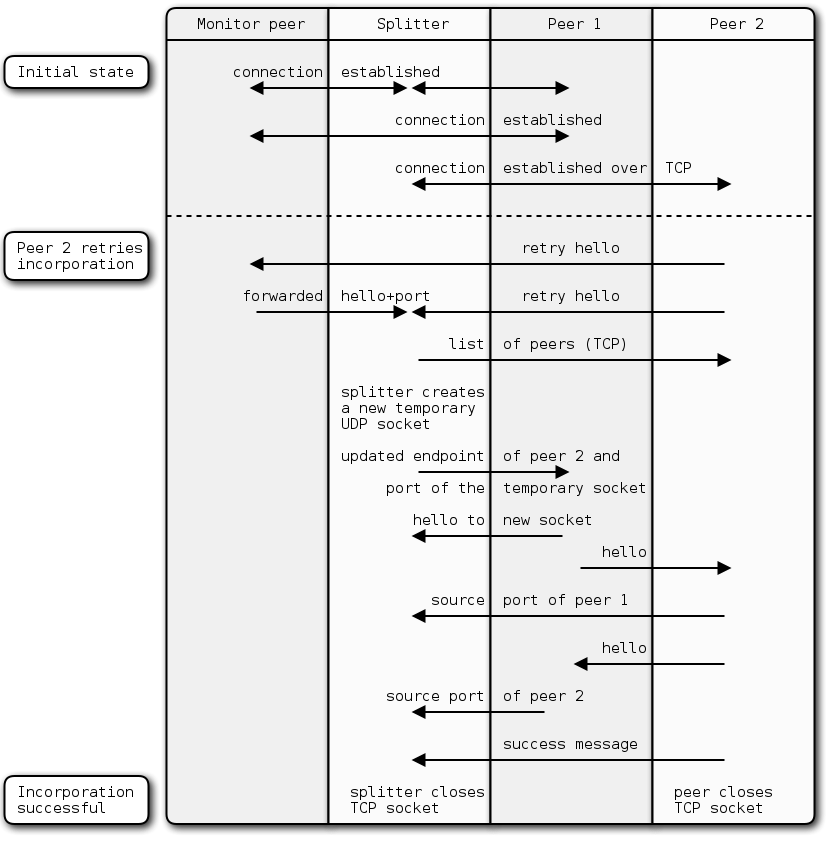 Monitor peer Splitter Peer 1 Peer 2
Initial state connection established
connection established
connection established over TCP
Peer 2 retries retry hello
incorporation
forwarded hello+port retry hello
list of peers (TCP)
splitter creates
a new temporary
UDP socket
updated endpoint of peer 2 and
port of the temporary socket
hello to new socket
hello
source port of peer 1
hello
source port of peer 2
success message
Incorporation splitter closes peer closes
successful TCP socket TCP socket